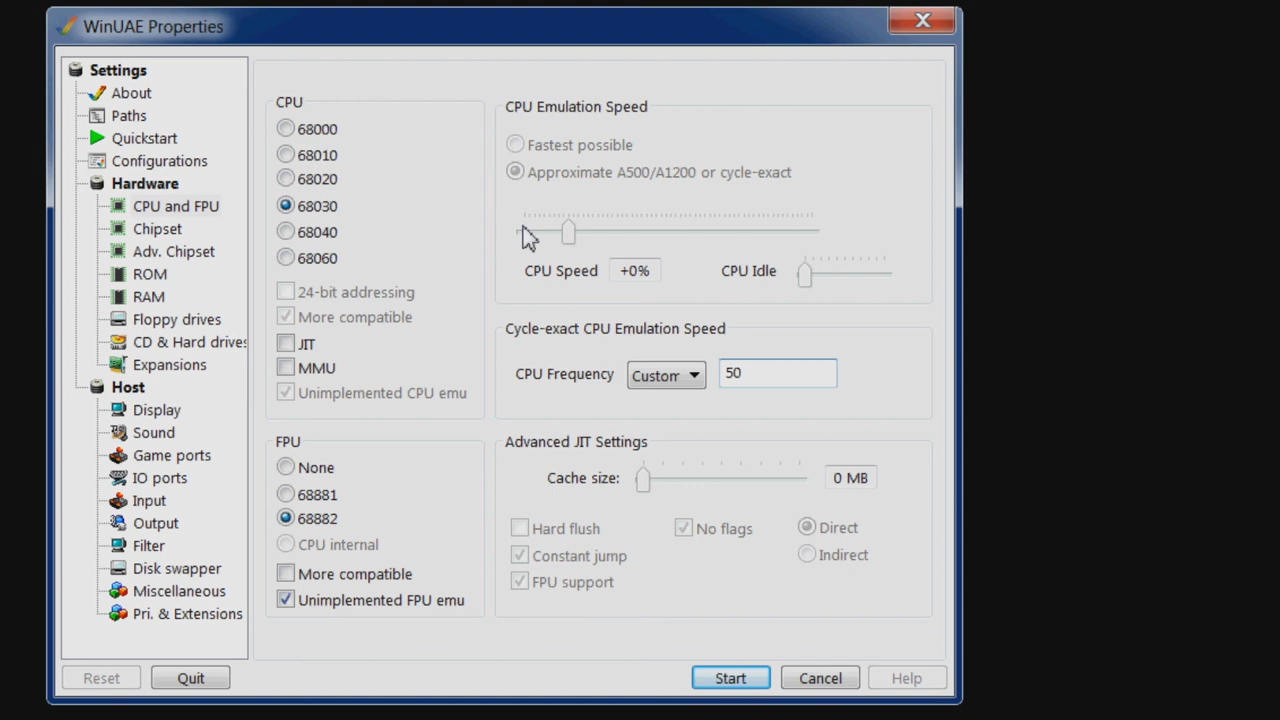 WinUAE Properties
Settings
About
Paths
Quickstart
Configurations
Hardware
CPU and FPU
Chipset
Adv. Chipset
ROM
RAM
Floppy drives
CD & Hard drives
Expansions
Host
Display
Sound
Game ports
IO ports
Input
Output
Filter
Disk swapper
Miscellaneous
Pri. & Extensions
CPU
68000
68010
68020
68030
68040
68060
24-bit addressing
More compatible
JIT
MMU
Unimplemented CPU emu
FPU
None
68881
68882
CPU internal
More compatible
Unimplemented FPU emu
CPU Emulation Speed
Fastest possible
Approximate A500/A1200 or cycle-exact
CPU Speed +0% CPU Idle
Cycle-exact CPU Emulation Speed
CPU Frequency Custom 50
Advanced JIT Settings
Cache size: 0 MB
Hard flush No flags Direct
Constant jump Indirect
FPU support
Reset Quit Start Cancel Help